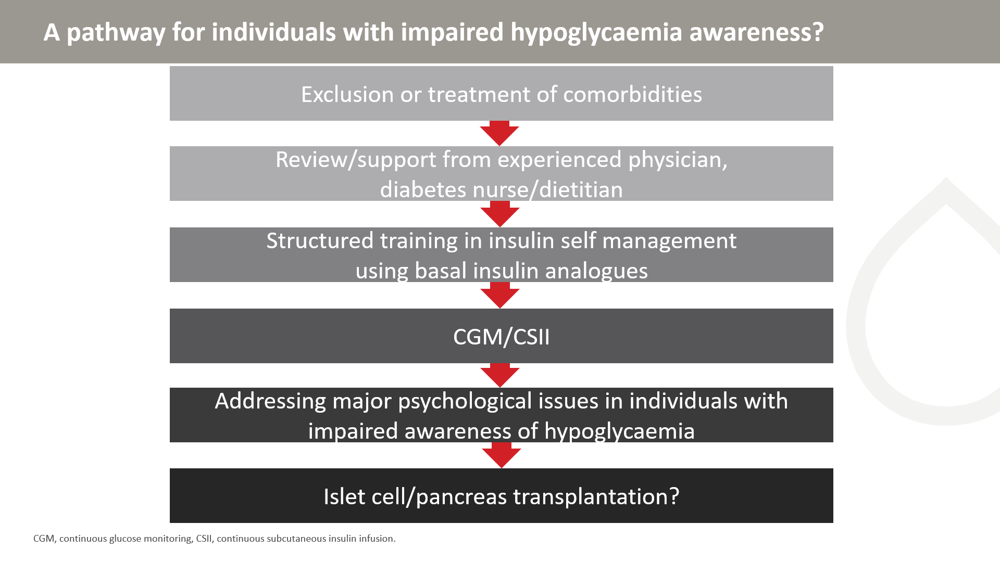 A pathway for individuals with impaired hypoglycaemia awareness?
Exclusion or treatment of comorbidities
Review/support from experienced physician,
diabetes nurse/dietitian
Structured training in insulin self management
using basal insulin analogues
CGM/CSII
Addressing major psychological issues in individuals with
impaired awareness of hypoglycaemia
Islet cell/pancreas transplantation?
CGM, continuous glucose monitoring, CSII, continuous subcutaneous insulin infusion.